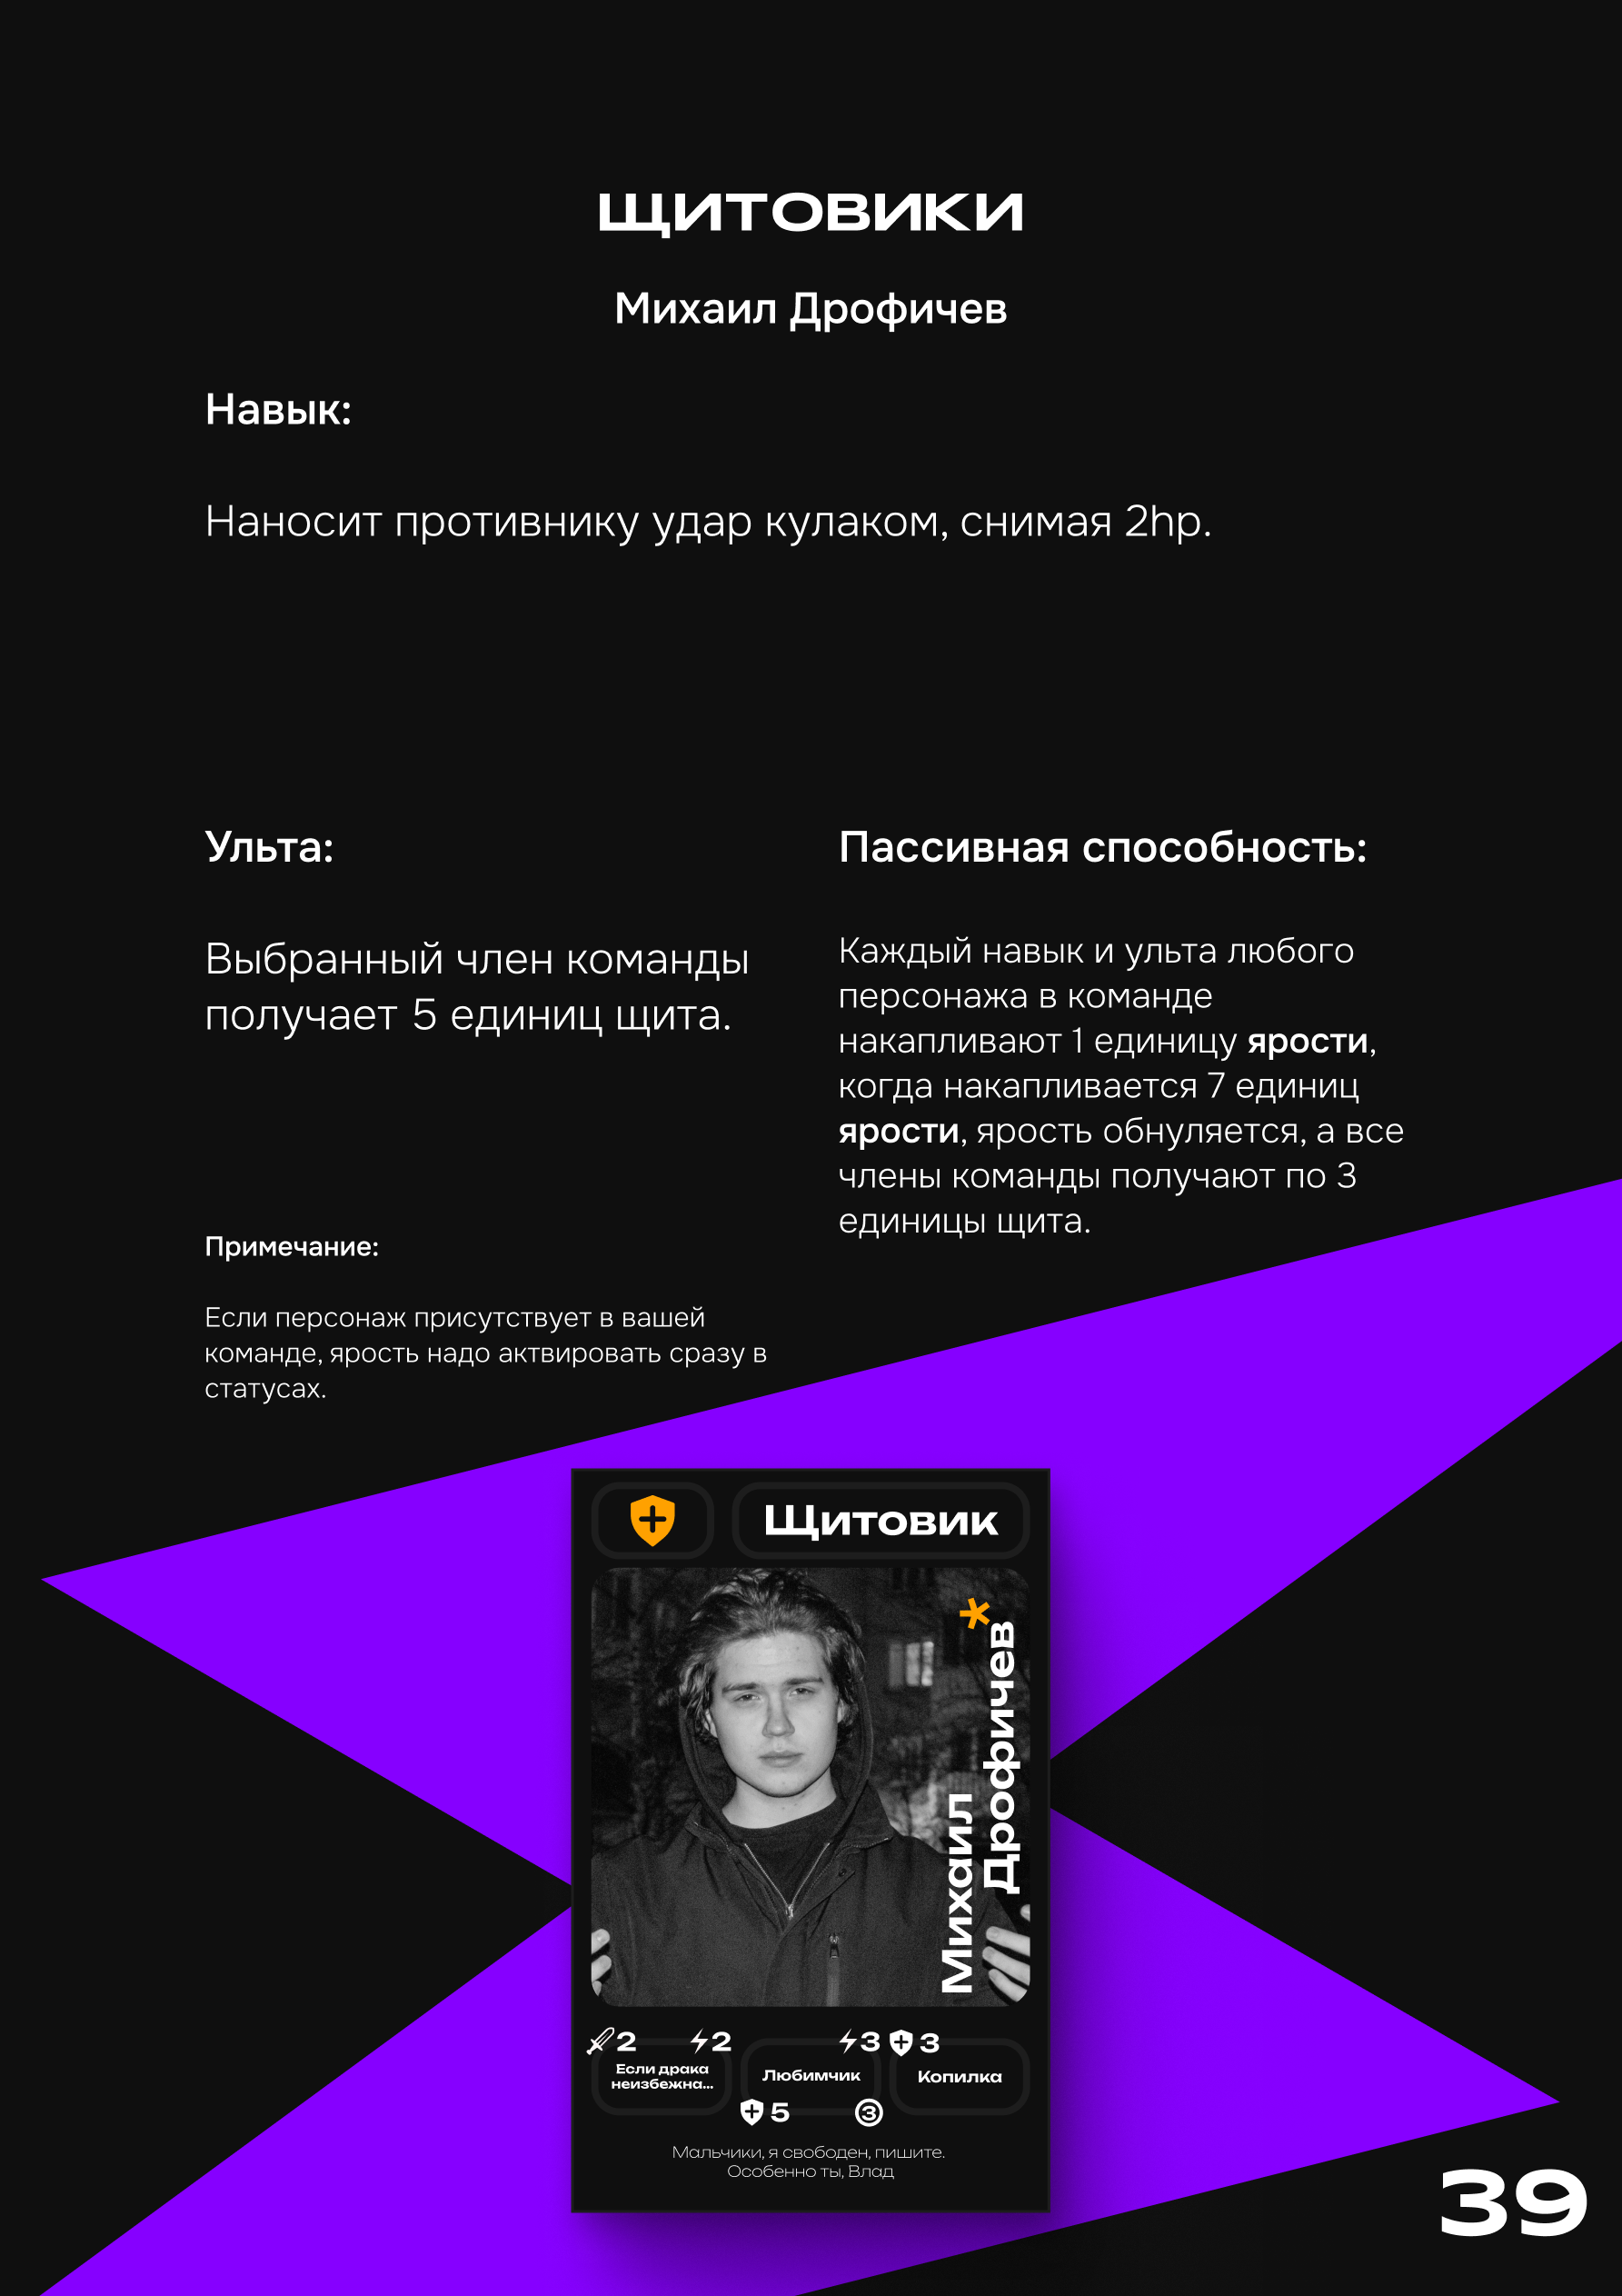 ЩИТОВИКИ
Михаил Дрофичев
Навык:
Наносит противнику удар кулаком, снимая 2hp.
Ульта:
Выбранный член команды
получает 5 единиц щита.
Пассивная способность:
Каждый навык и ульта любого
персонажа в команде
накапливают 1 единицу ярости,
когда накапливается 7 единиц
ярости, ярость обнуляется, а все
члены команды получают по 3
единицы щита.
Примечание:
Если персонаж присутствует в вашей
команде, ярость надо актвировать сразу в
статусах.
Щитовик
Михаил
Дрофичев*
2 2 3 3
Если драка
неизбежна...
Любимчик
Копилка
5 3
Мальчики, я свободен, пишите.
Особенно ты, Влад
39